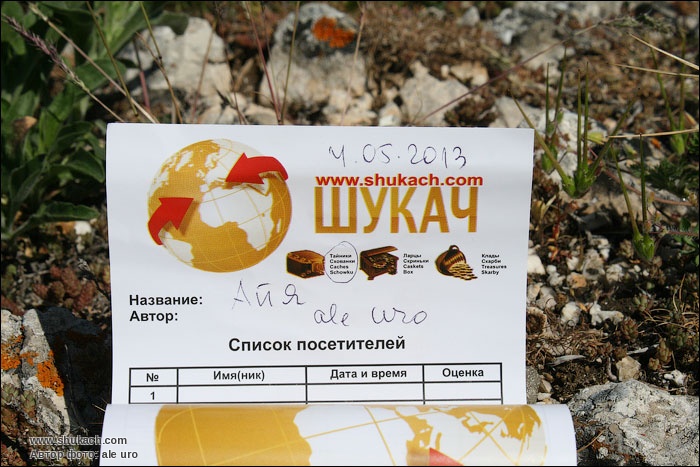 4.05.2013
www.shukach.com
ШУКАЧ
Тайники
Сховнки
Caches
Schowku
Ларцы
Скриньки
Caskets
Box
Клады
Скарби
Treasures
Skarby
Название: Айя
Автор: ale uro
Список посетителей
№ Имя(ник) Дата и время Оценка
1
www.shukach.com
Автор фото: ale uro